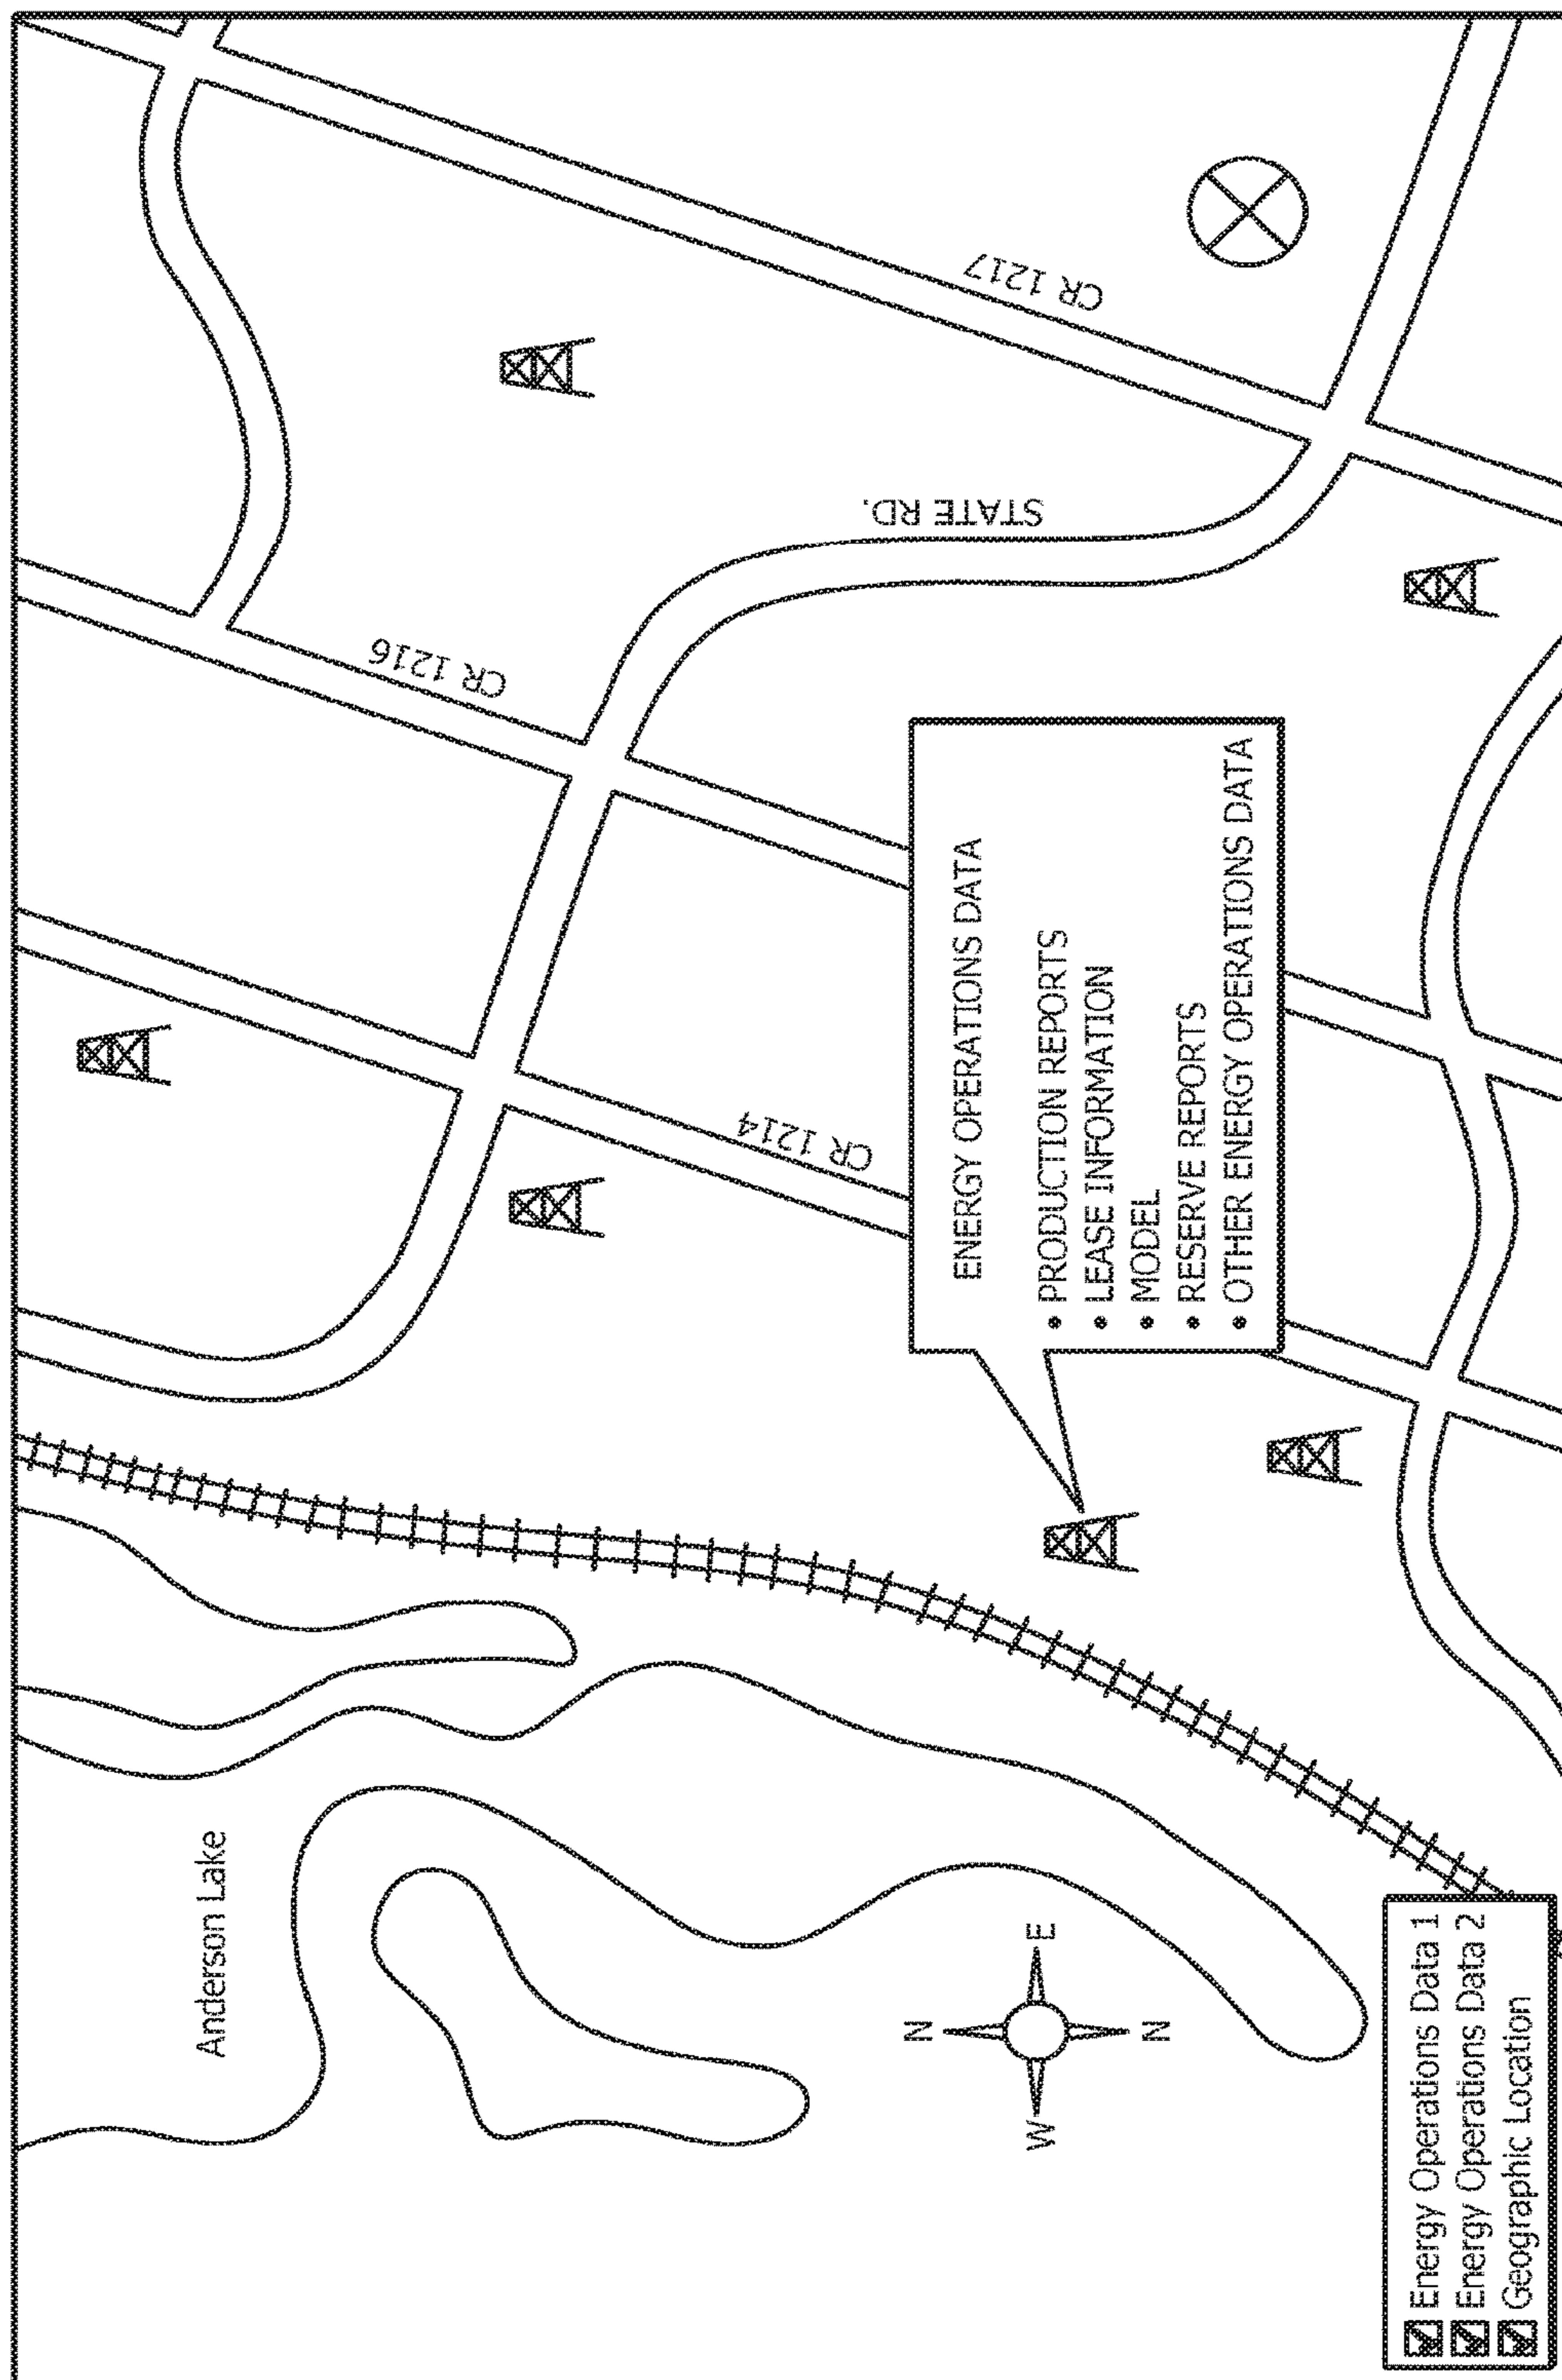 Anderson Lake
CR 1216
CR 1217
STATE RD.
CR 1214
ENERGY OPERATIONS DATA
• PRODUCTION REPORTS
• LEASE INFORMATION
• MODEL
• RESERVE REPORTS
• OTHER ENERGY OPERATIONS DATA
N
W
E
N
Energy Operations Data 1
Energy Operations Data 2
Geographic Location